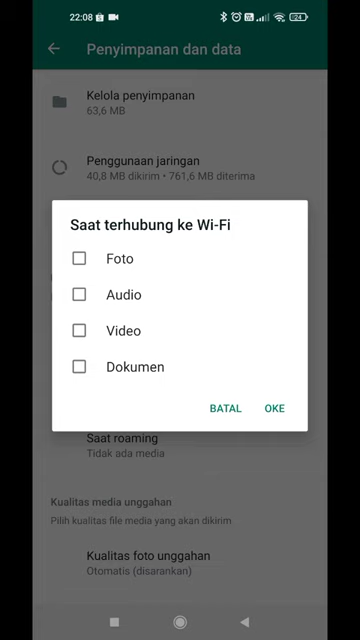 22:08
24
Penyimpanan dan data
Kelola penyimpanan
63,6 MB
Penggunaan jaringan
40,8 MB dikirim • 761,6 MB diterima
Saat terhubung ke Wi-Fi
Foto
Audio
Video
Dokumen
BATAL OKE
Saat roaming
Tidak ada media
Kualitas media unggahan
Pilih kualitas file media yang akan dikirim
Kualitas foto unggahan
Otomatis (disarankan)